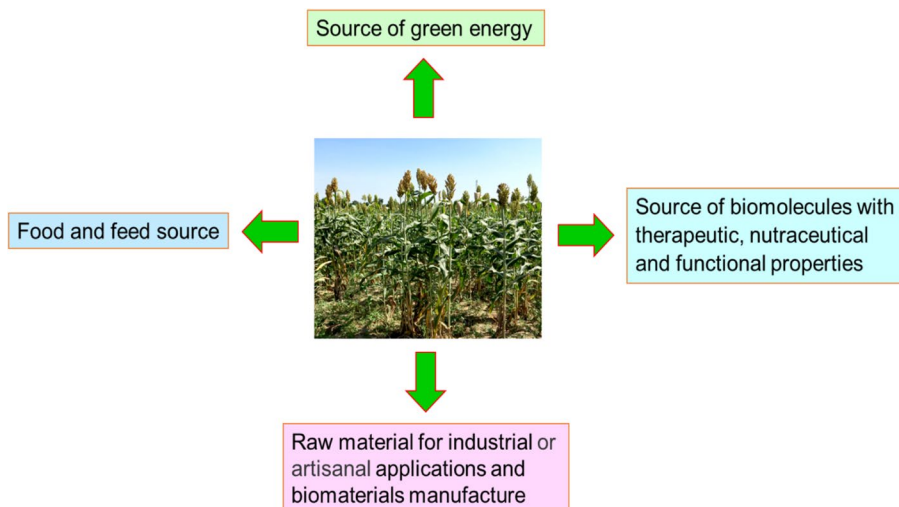 Source of green energy
Food and feed source
Source of biomolecules with
therapeutic, nutraceutical
and functional properties
Raw material for industrial or
artisanal applications and
biomaterials manufacture